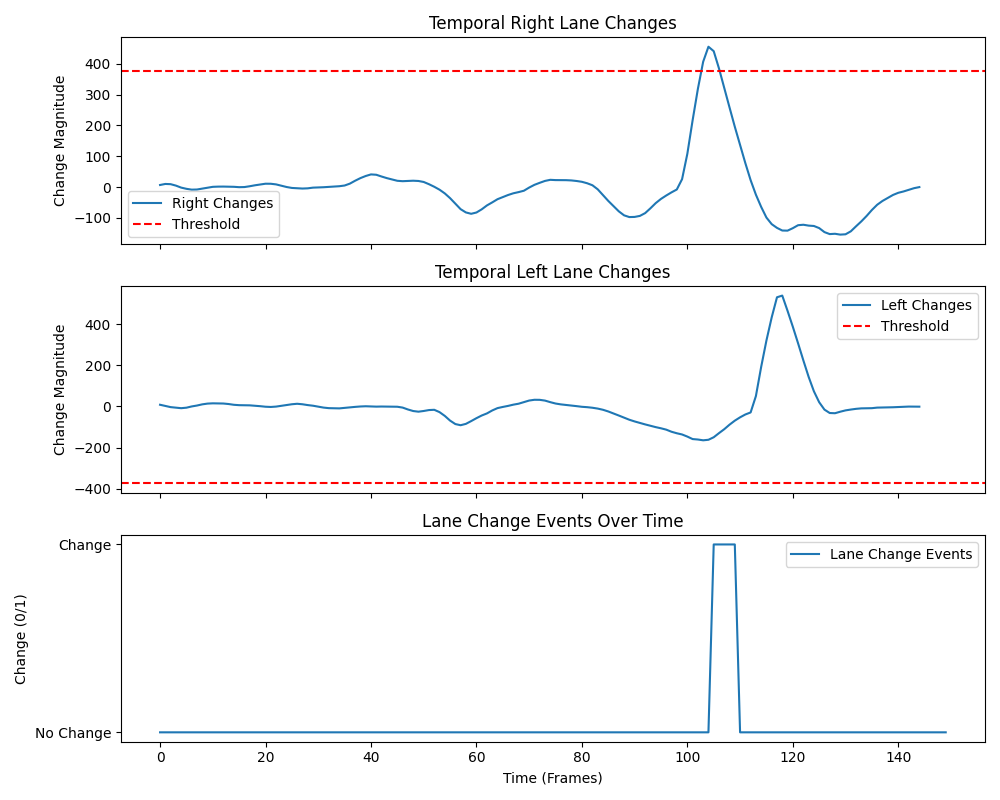 Temporal Right Lane Changes
Change Magnitude
400
300
200
100
0
−100
Right Changes
Threshold
Temporal Left Lane Changes
Change Magnitude
400
200
0
−200
−400
Left Changes
Threshold
Lane Change Events Over Time
Change (0/1)
Change
No Change
Lane Change Events
0 20 40 60 80 100 120 140
Time (Frames)